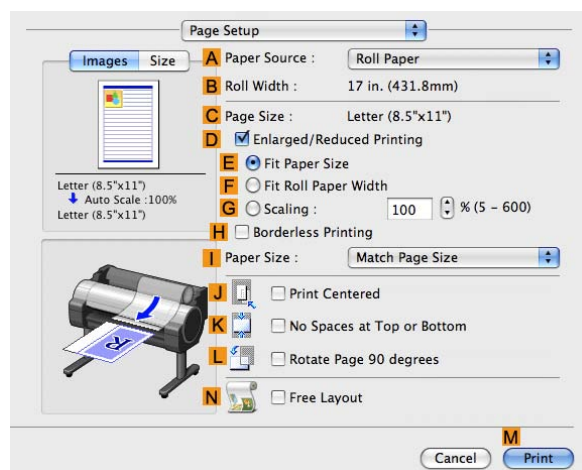 Page Setup
Images Size
A Paper Source : Roll Paper
B Roll Width : 17 in. (431.8mm)
C Page Size : Letter (8.5"x11")
D Enlarged/Reduced Printing
E Fit Paper Size
F Fit Roll Paper Width
G Scaling : 100 % (5 – 600)
Letter (8.5"x11")
Auto Scale :100%
Letter (8.5"x11")
H Borderless Printing
I Paper Size : Match Page Size
J Print Centered
K No Spaces at Top or Bottom
L Rotate Page 90 degrees
R
N Free Layout
M
Cancel Print